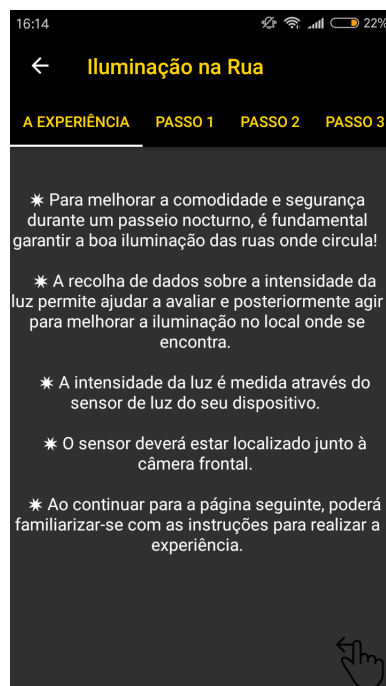 16:14
22%
Iluminação na Rua
A EXPERIÊNCIA PASSO 1 PASSO 2 PASSO 3
✷ Para melhorar a comodidade e segurança
durante um passeio nocturno, é fundamental
garantir a boa iluminação das ruas onde circula!
✷ A recolha de dados sobre a intensidade da
luz permite ajudar a avaliar e posteriormente agir
para melhorar a iluminação no local onde se
encontra.
✷ A intensidade da luz é medida através do
sensor de luz do seu dispositivo.
✷ O sensor deverá estar localizado junto à
câmera frontal.
✷ Ao continuar para a página seguinte, poderá
familiarizar-se com as instruções para realizar a
experiência.